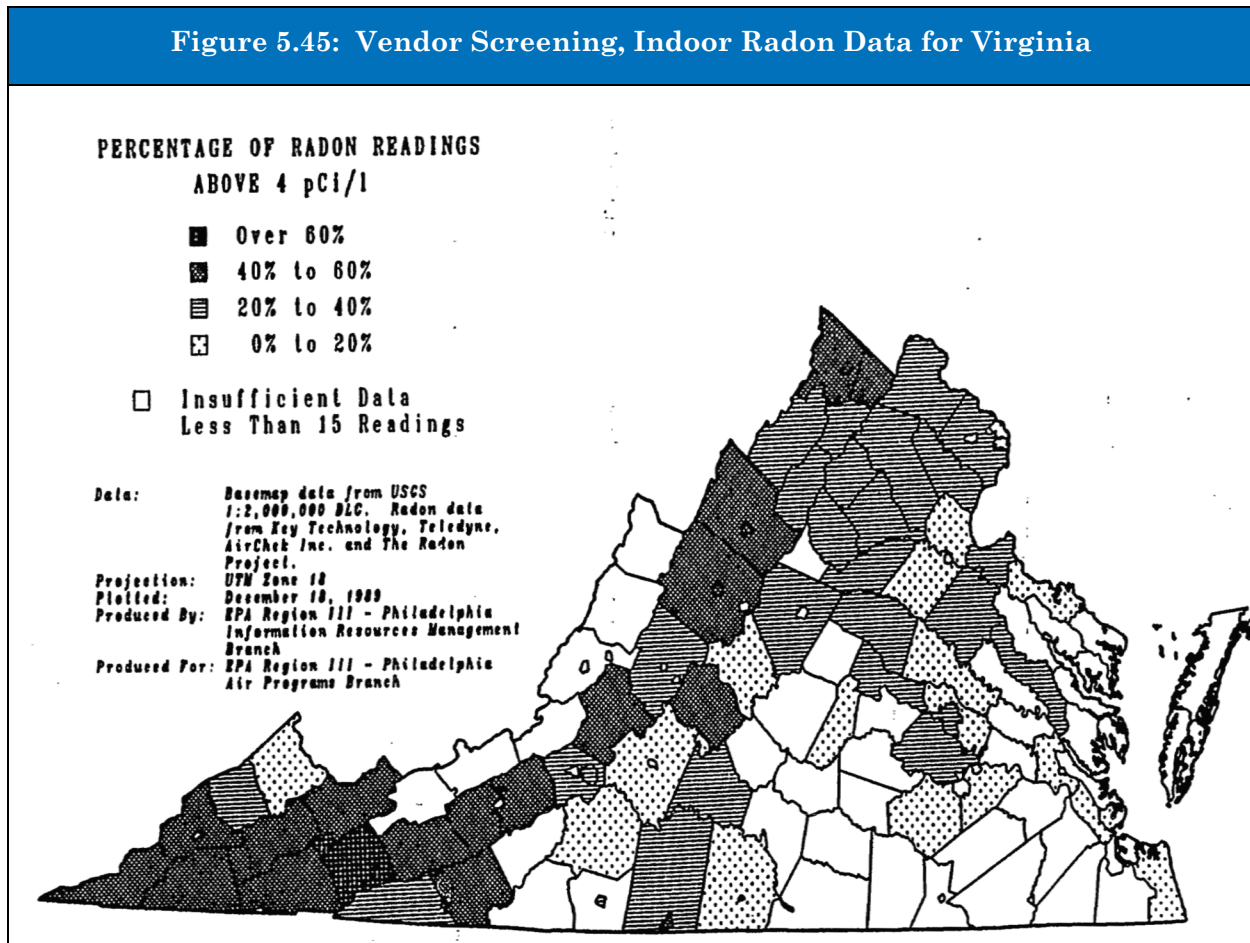 Figure 5.45: Vendor Screening, Indoor Radon Data for Virginia
PERCENTAGE OF RADON READINGS
ABOVE 4 pCi/l
Over 60%
40% to 60%
20% to 40%
0% to 20%
Insufficient Data
Less Than 15 Readings
Data: Basemap data from USGS
1:2,000,000 DLG. Radon data
from Key Technology, Teledyne,
AirChek Inc. and The Radon
Project.
Projection: UTM Zone 18
Plotted: December 18, 1989
Produced By: EPA Region III - Philadelphia
Information Resources Management
Branch
Produced For: EPA Region III - Philadelphia
Air Programs Branch